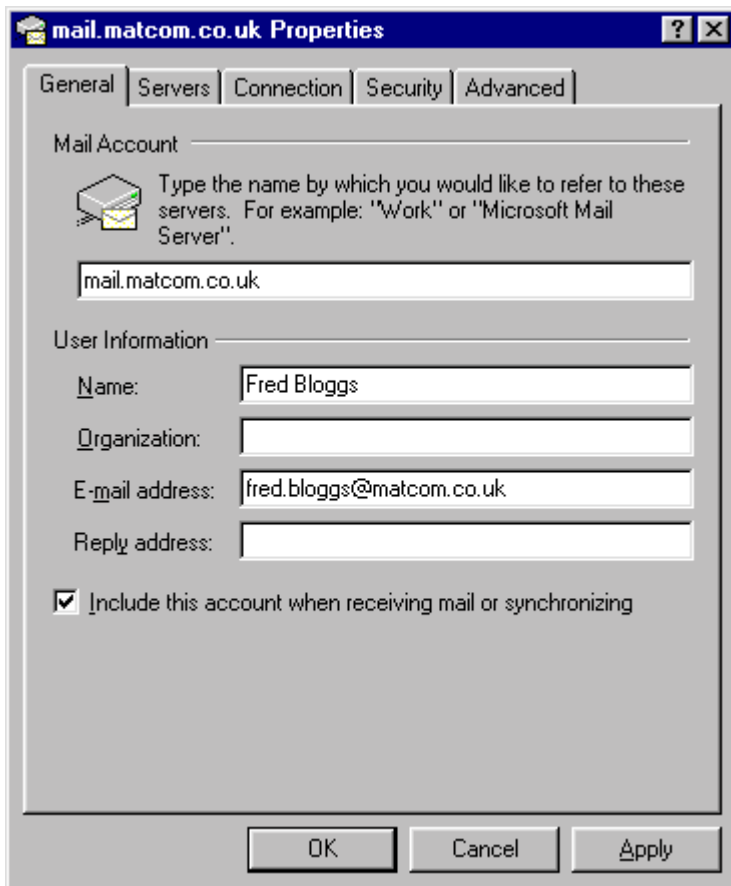 mail.matcom.co.uk Properties
General Servers Connection Security Advanced
Mail Account
Type the name by which you would like to refer to these
servers. For example: "Work" or "Microsoft Mail
Server".
mail.matcom.co.uk
User Information
Name: Fred Bloggs
Organization:
E-mail address: fred.bloggs@matcom.co.uk
Reply address:
Include this account when receiving mail or synchronizing
OK Cancel Apply